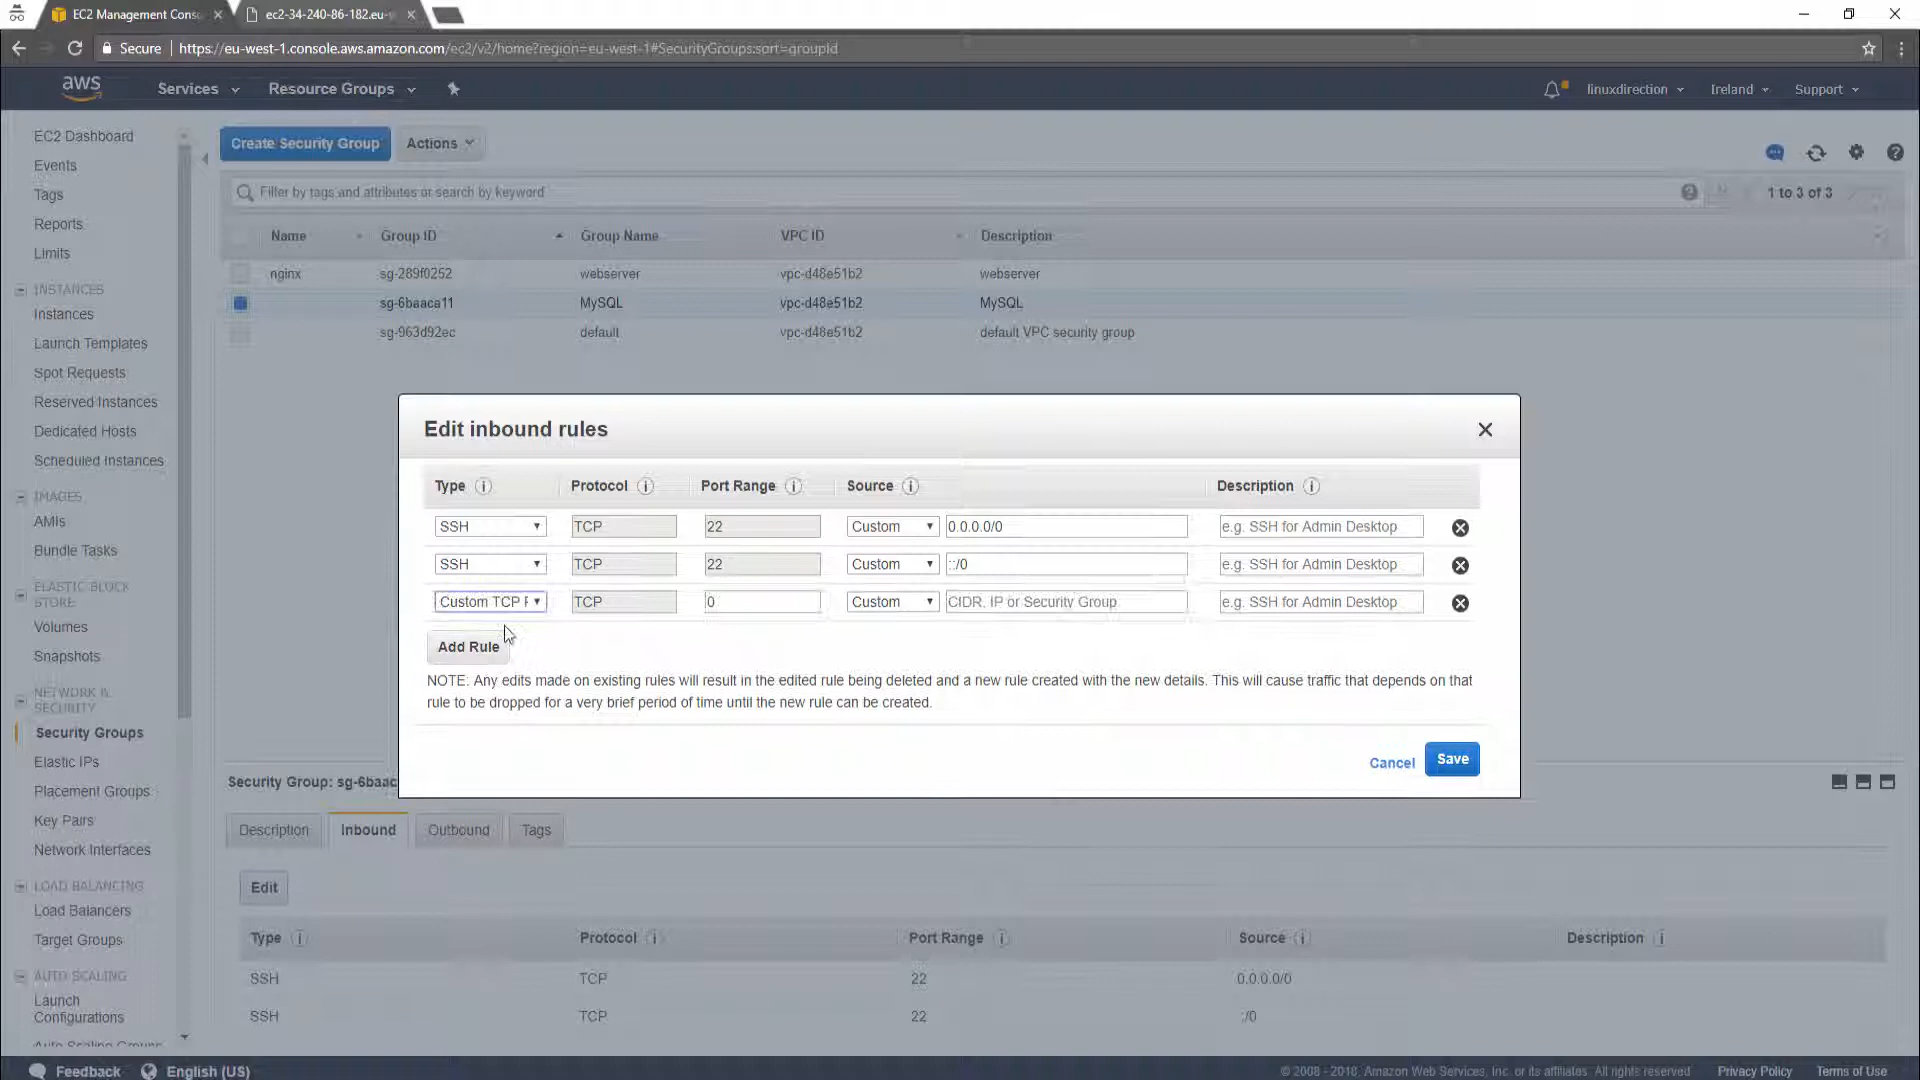 EC2 Management Cons
ec2-34-240-86-182.eu-
Secure
https://eu-west-1.console.aws.amazon.com/ec2/v2/home?region=eu-west-1#SecurityGroups:sort=groupId
aws
Services
Resource Groups
linuxdirection
Ireland
Support
EC2 Dashboard
Events
Tags
Reports
Limits
INSTANCES
Instances
Launch Templates
Spot Requests
Reserved Instances
Dedicated Hosts
Scheduled Instances
IMAGES
AMIs
Bundle Tasks
ELASTIC BLOCK
STORE
Volumes
Snapshots
NETWORK &
SECURITY
Security Groups
Elastic IPs
Placement Groups
Key Pairs
Network Interfaces
LOAD BALANCING
Load Balancers
Target Groups
AUTO SCALING
Launch
Configurations
Auto Scaling Groups
Create Security Group
Actions
Filter by tags and attributes or search by keyword
1 to 3 of 3
Name Group ID Group Name VPC ID Description
nginx sg-289f0252 webserver vpc-d48e51b2 webserver
sg-6baaca11 MySQL vpc-d48e51b2 MySQL
sg-963d92ec default vpc-d48e51b2 default VPC security group
Edit inbound rules
Type Protocol Port Range Source Description
SSH TCP 22 Custom 0.0.0.0/0 e.g. SSH for Admin Desktop
SSH TCP 22 Custom ::/0 e.g. SSH for Admin Desktop
Custom TCP F TCP 0 Custom CIDR, IP or Security Group e.g. SSH for Admin Desktop
Add Rule
NOTE: Any edits made on existing rules will result in the edited rule being deleted and a new rule created with the new details. This will cause traffic that depends on that
rule to be dropped for a very brief period of time until the new rule can be created.
Cancel
Save
Security Group: sg-6baac
Description
Inbound
Outbound
Tags
Edit
Type Protocol Port Range Source Description
SSH TCP 22 0.0.0.0/0
SSH TCP 22 ::/0
Feedback
English (US)
© 2008 - 2018, Amazon Web Services, Inc. or its affiliates. All rights reserved.
Privacy Policy
Terms of Use